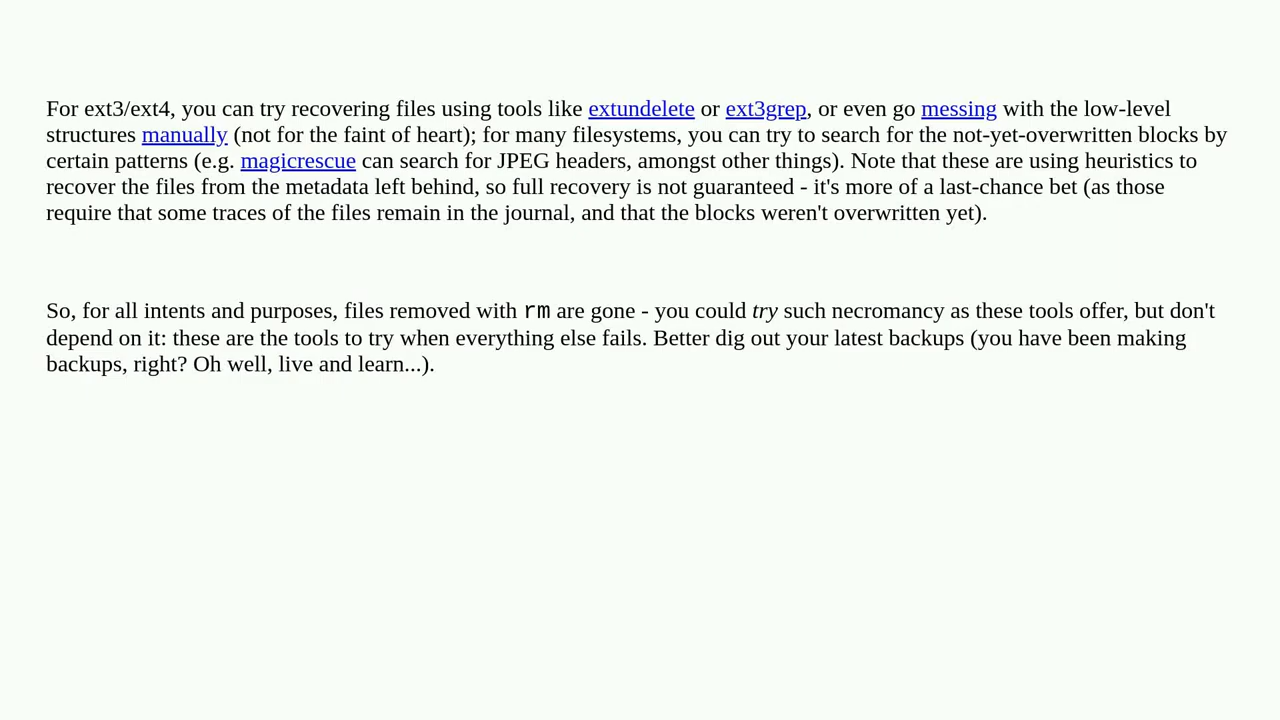 For ext3/ext4, you can try recovering files using tools like extundelete or ext3grep, or even go messing with the low-level
structures manually (not for the faint of heart); for many filesystems, you can try to search for the not-yet-overwritten blocks by
certain patterns (e.g. magicrescue can search for JPEG headers, amongst other things). Note that these are using heuristics to
recover the files from the metadata left behind, so full recovery is not guaranteed - it's more of a last-chance bet (as those
require that some traces of the files remain in the journal, and that the blocks weren't overwritten yet).
So, for all intents and purposes, files removed with rm are gone - you could try such necromancy as these tools offer, but don't
depend on it: these are the tools to try when everything else fails. Better dig out your latest backups (you have been making
backups, right? Oh well, live and learn...).